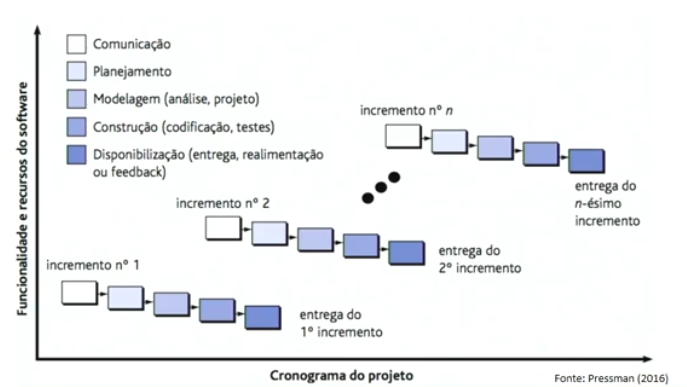 Funcionalidade e recursos do software
Comunicação
Planejamento
Modelagem (análise, projeto)
Construção (codificação, testes)
Disponibilização (entrega, realimentação
ou feedback)
incremento nº n
entrega do
n-ésimo
incremento
incremento nº 2
entrega do
2º incremento
incremento nº 1
entrega do
1º incremento
Cronograma do projeto
Fonte: Pressman (2016)